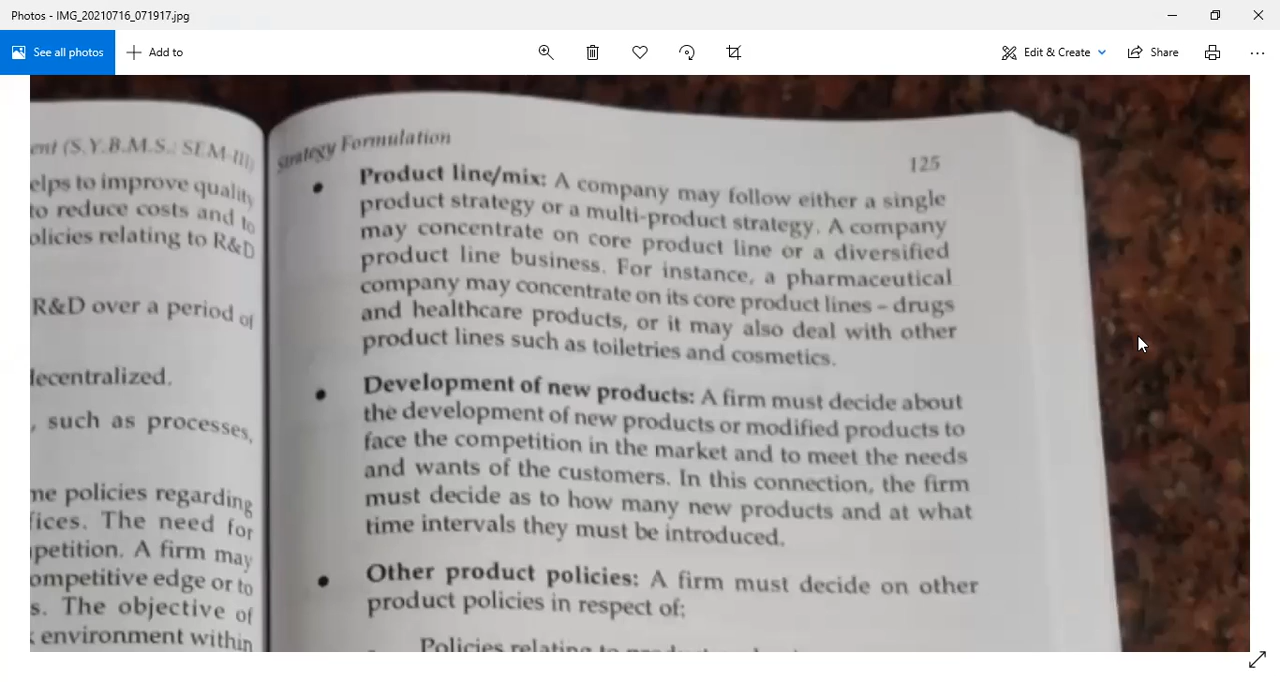 Photos - IMG_20210716_071917.jpg
See all photos
Add to
Edit & Create
Share
ent (S.Y.B.M.S.: SEM-III)
elps to improve quality
to reduce costs and to
olicies relating to R&D
R&D over a period of
decentralized.
, such as processes,
me policies regarding
fices. The need for
petition. A firm may
ompetitive edge or to
s. The objective of
environment within
Strategy Formulation
125
• Product line/mix: A company may follow either a single
product strategy or a multi-product strategy. A company
may concentrate on core product line or a diversified
product line business. For instance, a pharmaceutical
company may concentrate on its core product lines – drugs
and healthcare products, or it may also deal with other
product lines such as toiletries and cosmetics.
• Development of new products: A firm must decide about
the development of new products or modified products to
face the competition in the market and to meet the needs
and wants of the customers. In this connection, the firm
must decide as to how many new products and at what
time intervals they must be introduced.
• Other product policies: A firm must decide on other
product policies in respect of:
Policies relating to